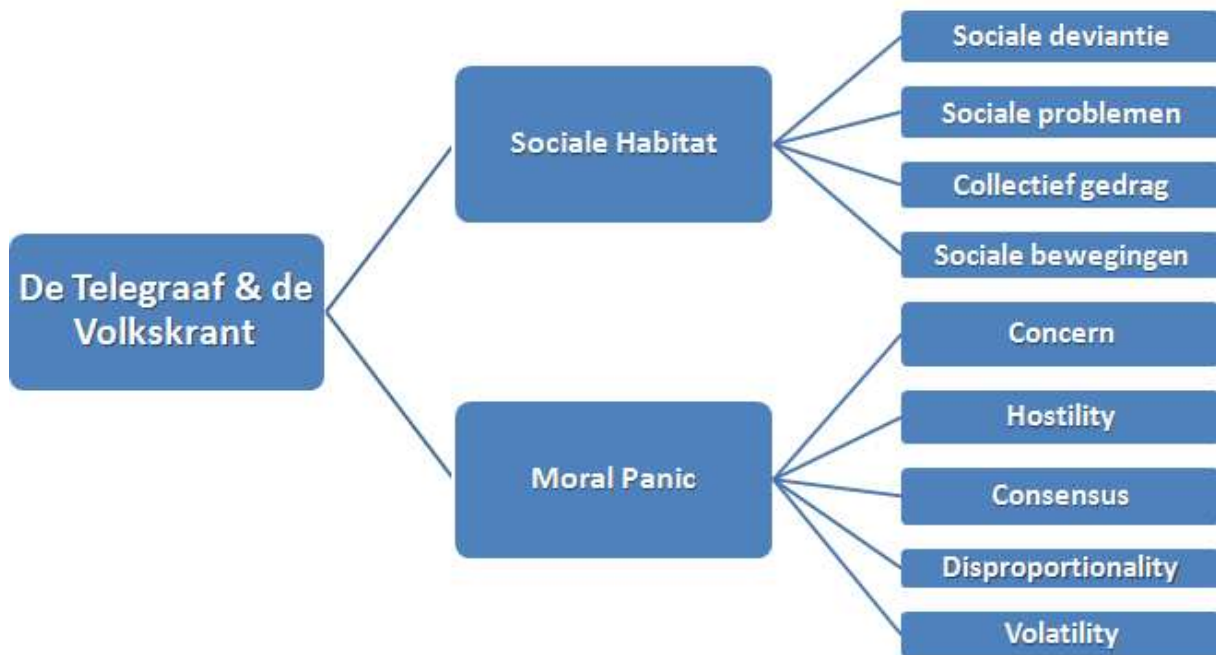 De Telegraaf & de
Volkskrant
Sociale Habitat
Sociale deviantie
Sociale problemen
Collectief gedrag
Sociale bewegingen
Moral Panic
Concern
Hostility
Consensus
Disproportionality
Volatility